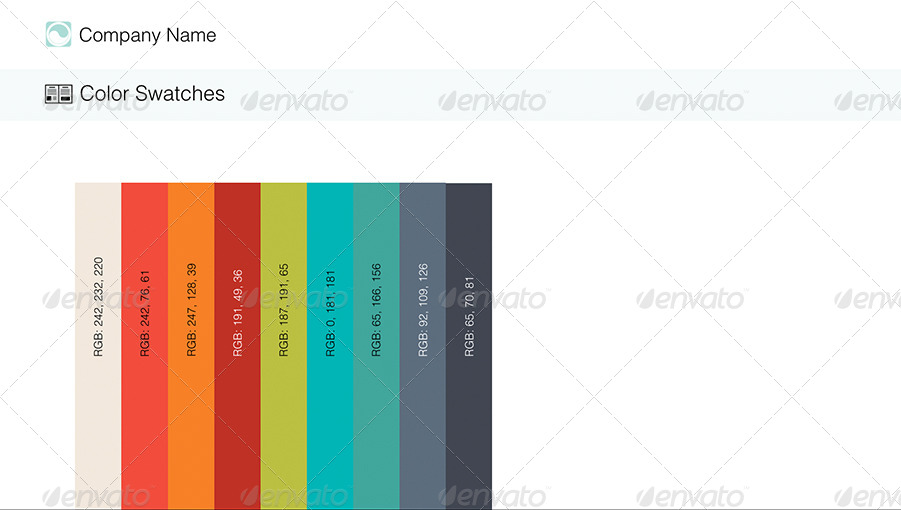 Company Name
Color Swatches
RGB: 242, 232, 220
RGB: 242, 76, 61
RGB: 247, 128, 39
RGB: 191, 49, 36
RGB: 187, 191, 65
RGB: 0, 181, 181
RGB: 65, 166, 156
RGB: 92, 109, 126
RGB: 65, 70, 81
envato envato envato envato
envato envato envato envato envato
envato envato envato envato envato